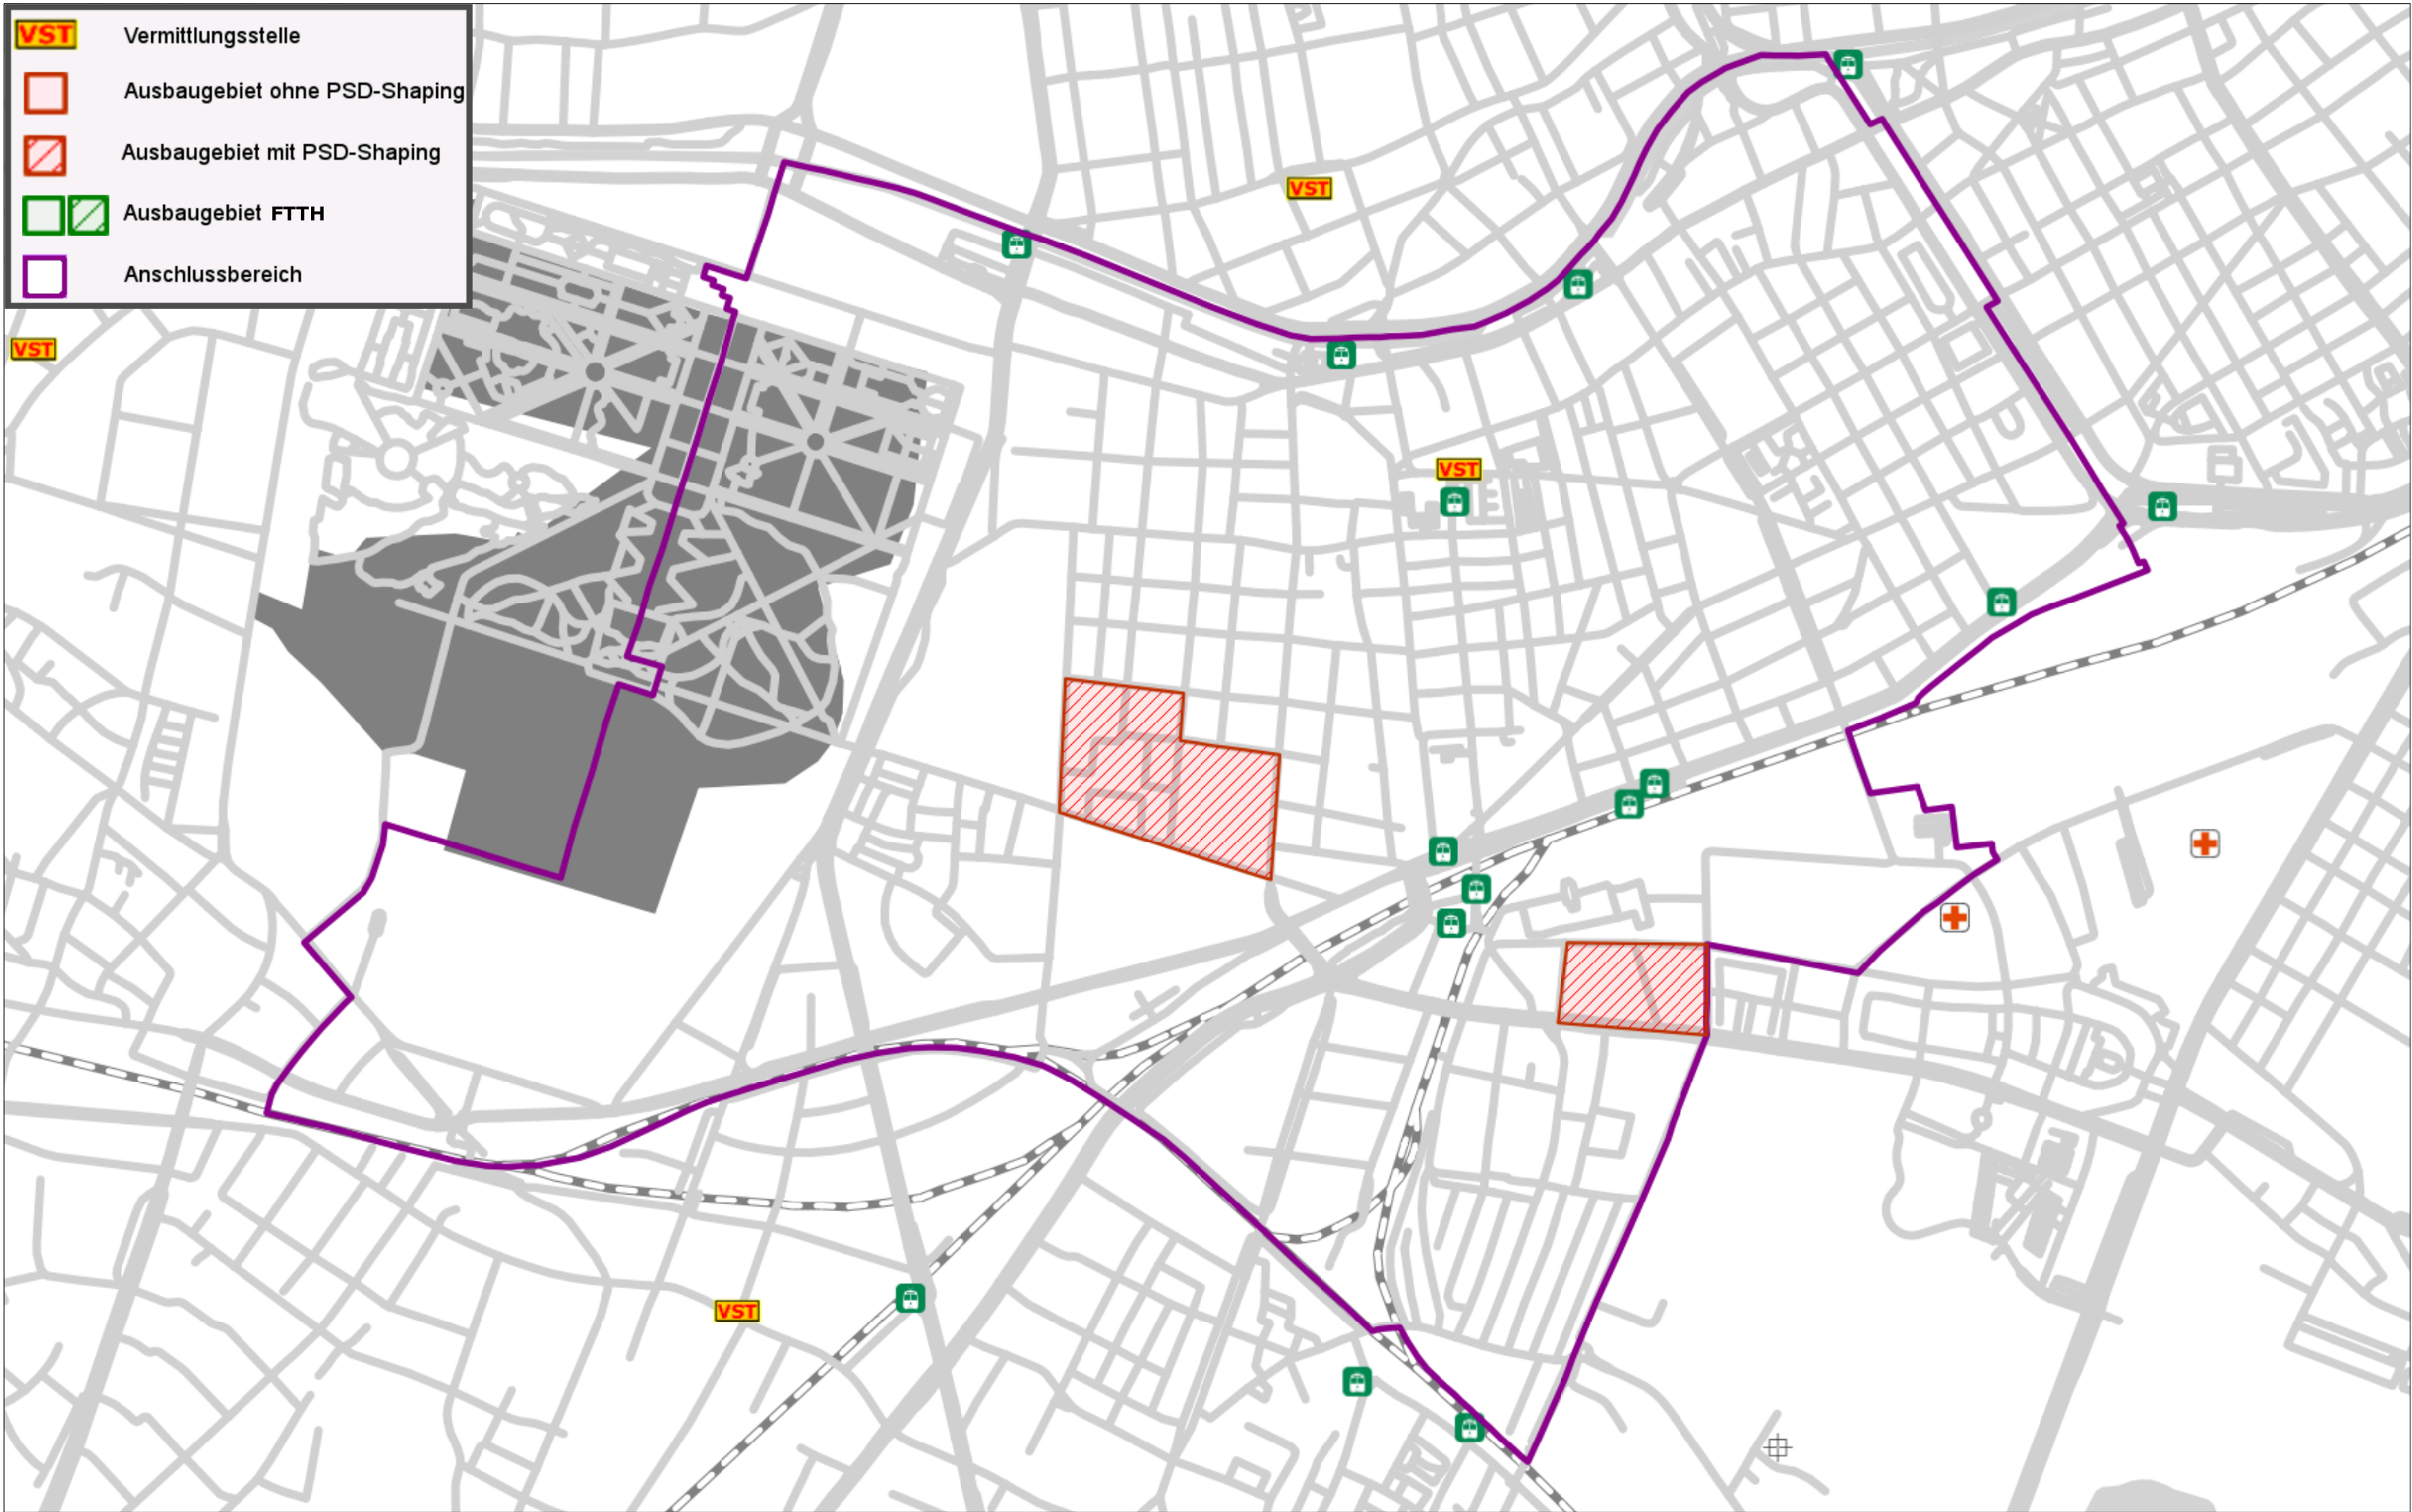 VST Vermittlungsstelle
Ausbaugebiet ohne PSD-Shaping
Ausbaugebiet mit PSD-Shaping
Ausbaugebiet FTTH
Anschlussbereich
VST
VST
VST
VST